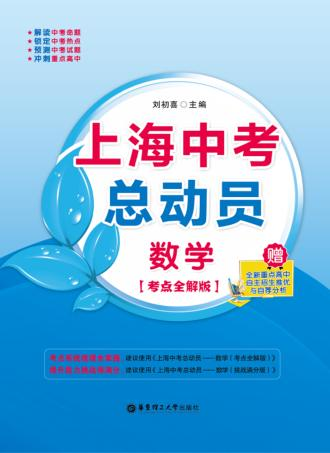 ★解读中考命题
★锁定中考热点
★预测中考试题
★冲刺重点高中
刘初喜○主编
上海中考
总动员
数学
【考点全解版】
赠
全新重点高中
自主招生推优
与自荐分析
考点系统梳理全掌握，建议使用《上海中考总动员——数学（考点全解版）》
提升能力挑战得满分，建议使用《上海中考总动员——数学（挑战满分版）》
华东理工大学出版社